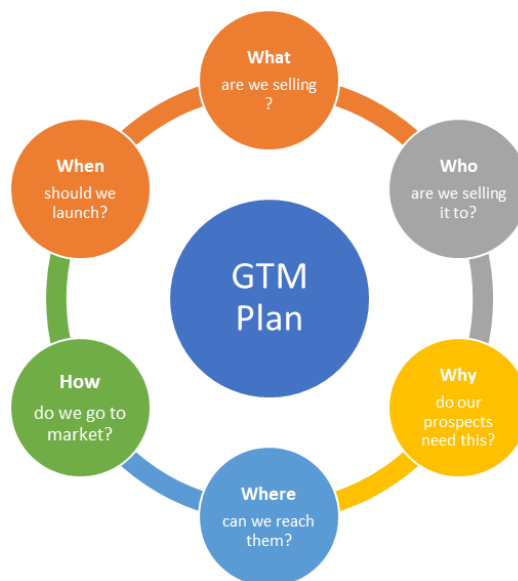 What
are we selling
?
Who
are we selling
it to?
Why
do our
prospects
need this?
Where
can we reach
them?
How
do we go to
market?
When
should we
launch?
GTM
Plan